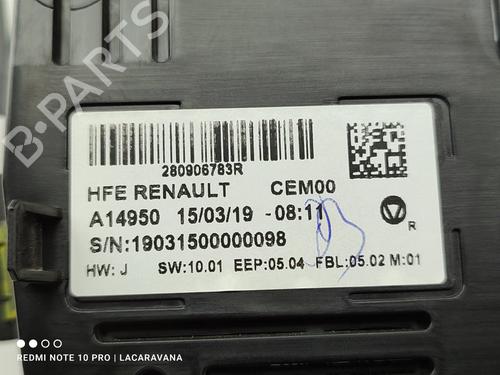 B-PARTS
280906783R
HFE RENAULT CEM00
A14950 15/03/19 -08:11
S/N:19031500000098
R
HW: J SW:10.01 EEP:05.04 FBL:05.02 M:01
REDMI NOTE 10 PRO | LACARAVANA